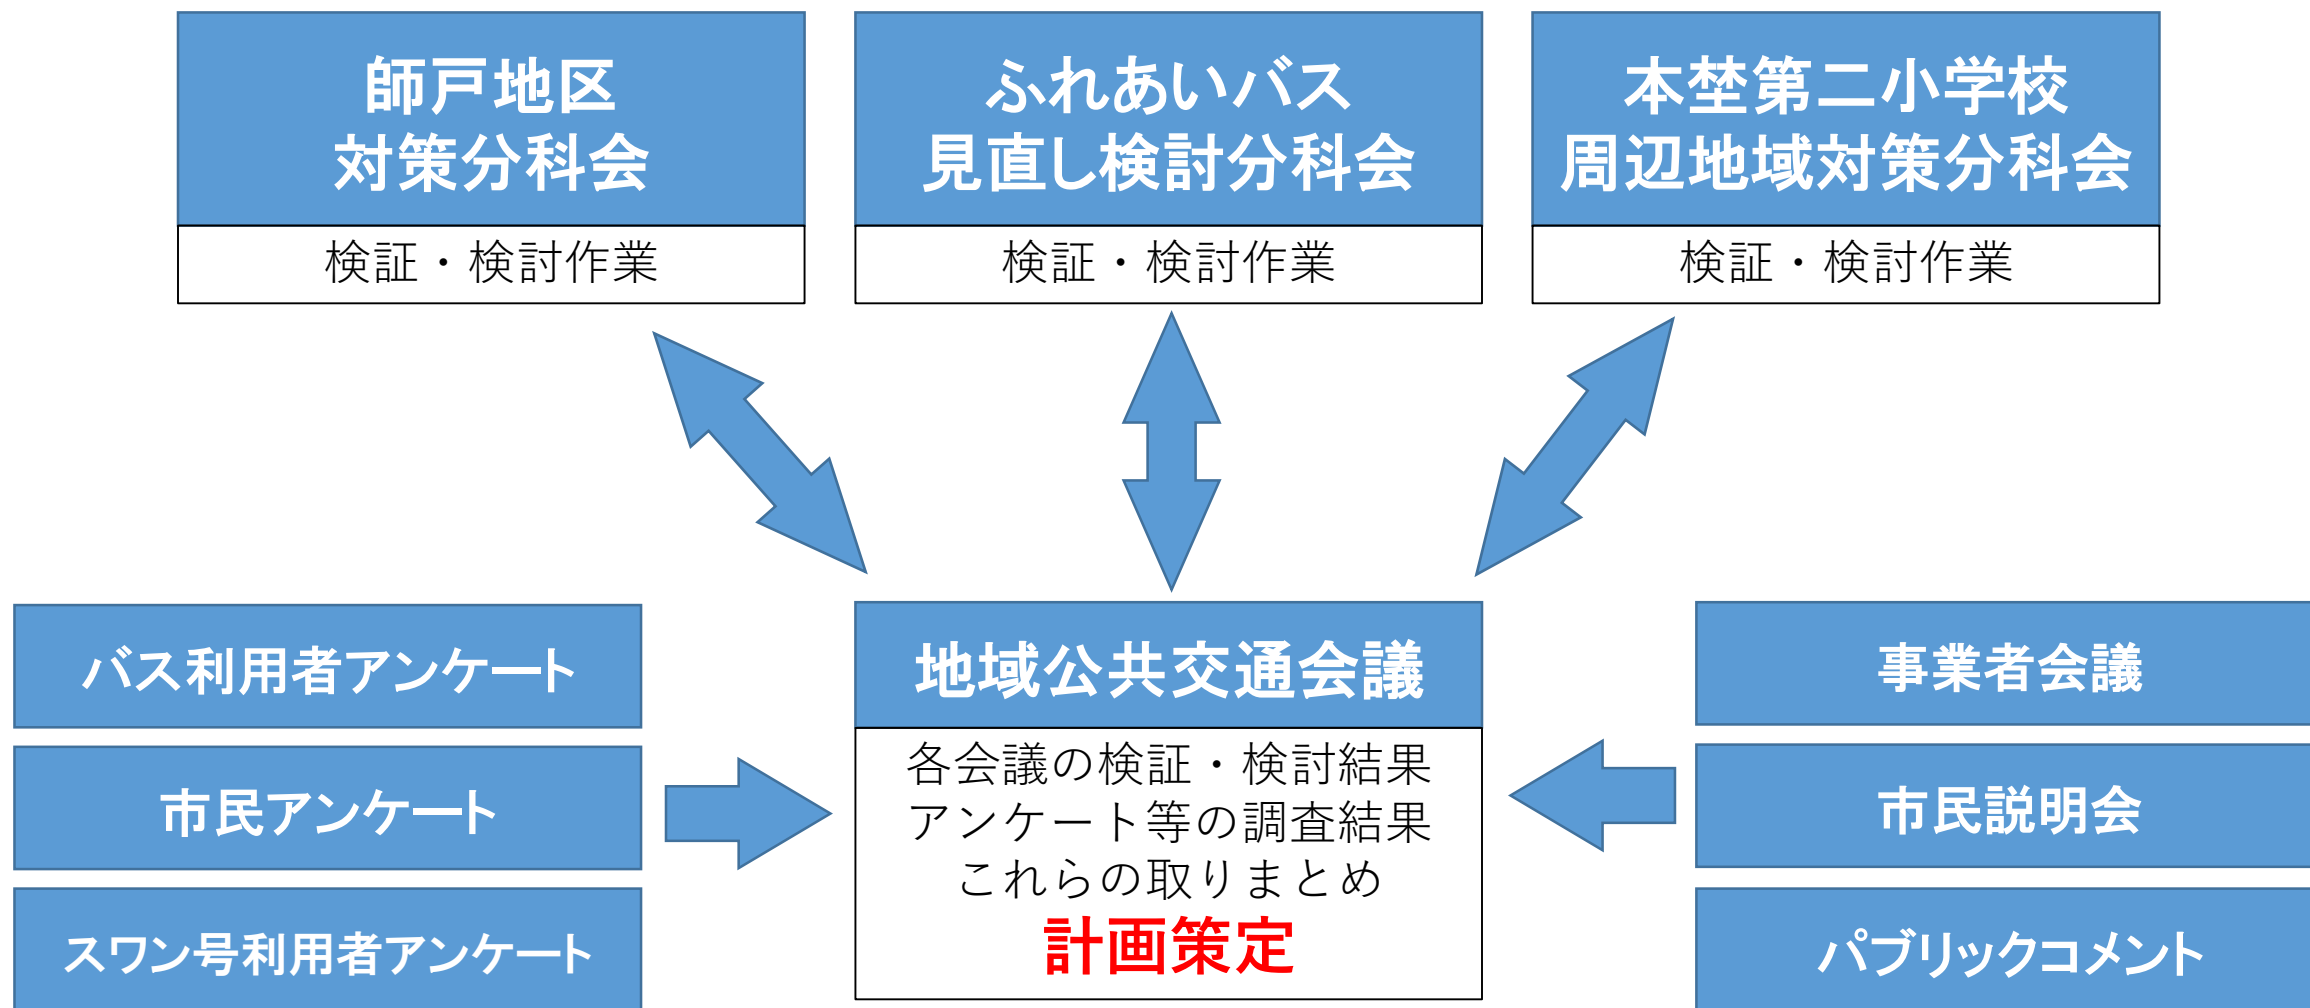 師戸地区
対策分科会
検証・検討作業
ふれあいバス
見直し検討分科会
検証・検討作業
本埜第二小学校
周辺地域対策分科会
検証・検討作業
バス利用者アンケート
市民アンケート
スワン号利用者アンケート
地域公共交通会議
各会議の検証・検討結果
アンケート等の調査結果
これらの取りまとめ
計画策定
事業者会議
市民説明会
パブリックコメント